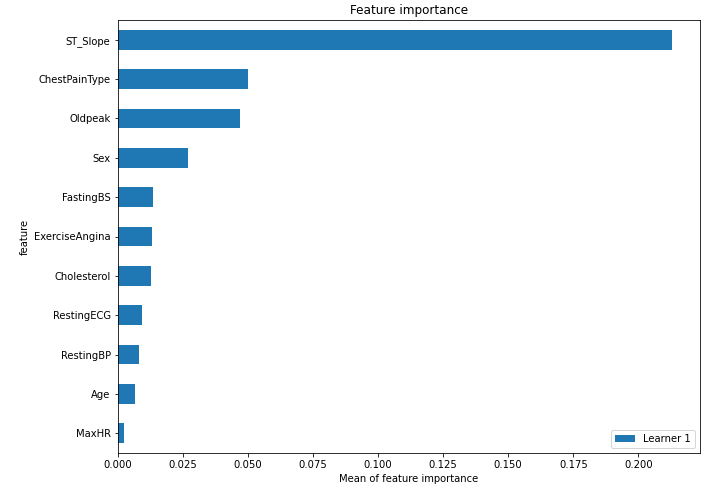 Feature importance
ST_Slope
ChestPainType
Oldpeak
Sex
FastingBS
ExerciseAngina
Cholesterol
RestingECG
RestingBP
Age
MaxHR
feature
Learner 1
0.000 0.025 0.050 0.075 0.100 0.125 0.150 0.175 0.200
Mean of feature importance